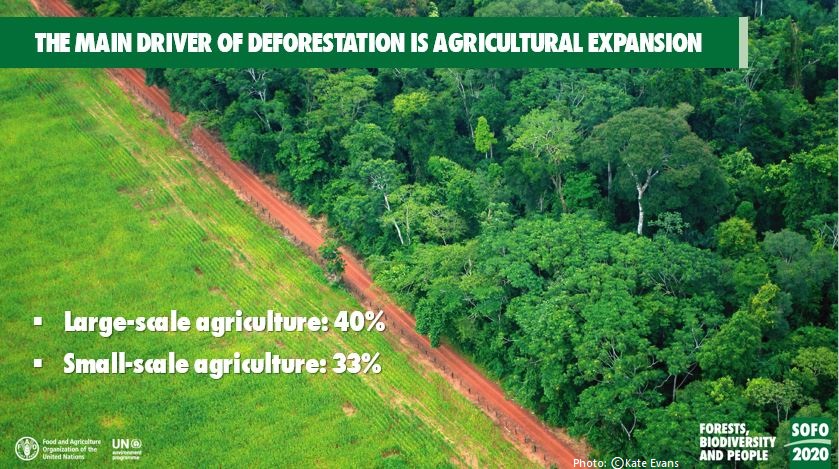 THE MAIN DRIVER OF DEFORESTATION IS AGRICULTURAL EXPANSION
▪ Large-scale agriculture: 40%
▪ Small-scale agriculture: 33%
Food and Agriculture
Organization of the
United Nations
UN
environment
programme
Photo: ©Kate Evans
FORESTS,
BIODIVERSITY
AND PEOPLE
SOFO
2020